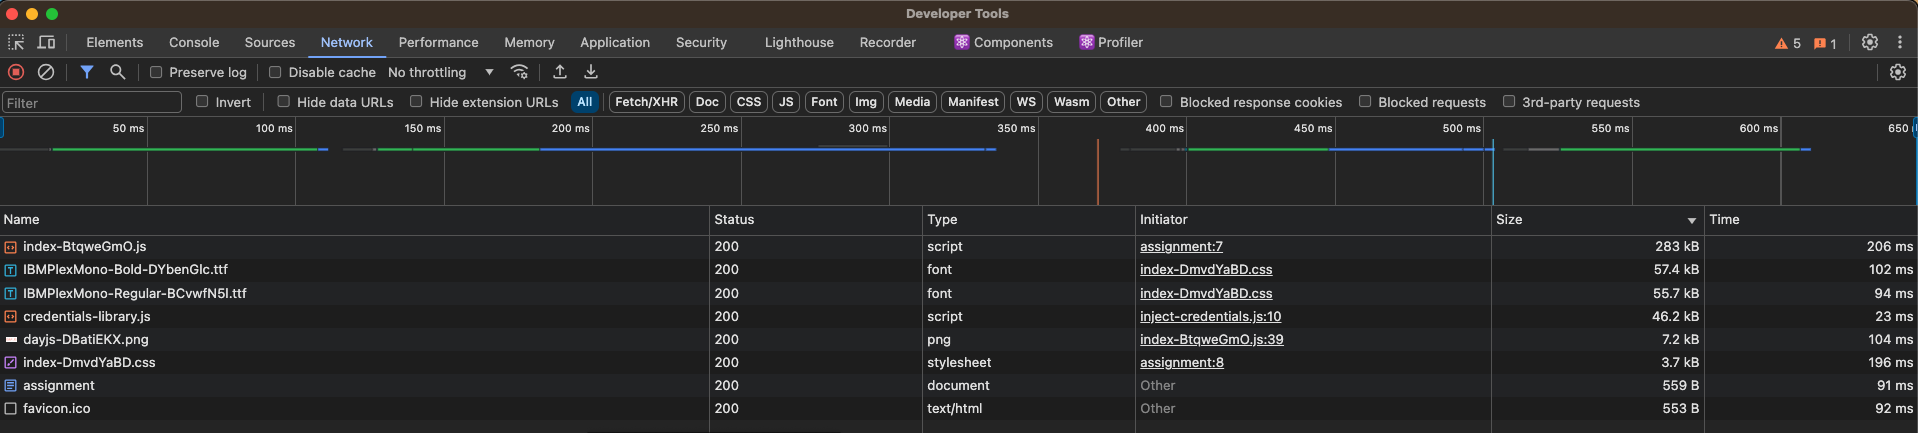 Developer Tools
Elements Console Sources Network Performance Memory Application Security Lighthouse Recorder Components Profiler 5 1
Preserve log Disable cache No throttling
Filter Invert Hide data URLs Hide extension URLs All Fetch/XHR Doc CSS JS Font Img Media Manifest WS Wasm Other Blocked response cookies Blocked requests 3rd-party requests
50 ms 100 ms 150 ms 200 ms 250 ms 300 ms 350 ms 400 ms 450 ms 500 ms 550 ms 600 ms 650
Name Status Type Initiator Size Time
index-BtqweGmO.js 200 script assignment:7 283 kB 206 ms
IBMPlexMono-Bold-DYbenGlc.ttf 200 font index-DmvdYaBD.css 57.4 kB 102 ms
IBMPlexMono-Regular-BCvwfN5I.ttf 200 font index-DmvdYaBD.css 55.7 kB 94 ms
credentials-library.js 200 script inject-credentials.js:10 46.2 kB 23 ms
dayjs-DBatiEKX.png 200 png index-BtqweGmO.js:39 7.2 kB 104 ms
index-DmvdYaBD.css 200 stylesheet assignment:8 3.7 kB 196 ms
assignment 200 document Other 559 B 91 ms
favicon.ico 200 text/html Other 553 B 92 ms